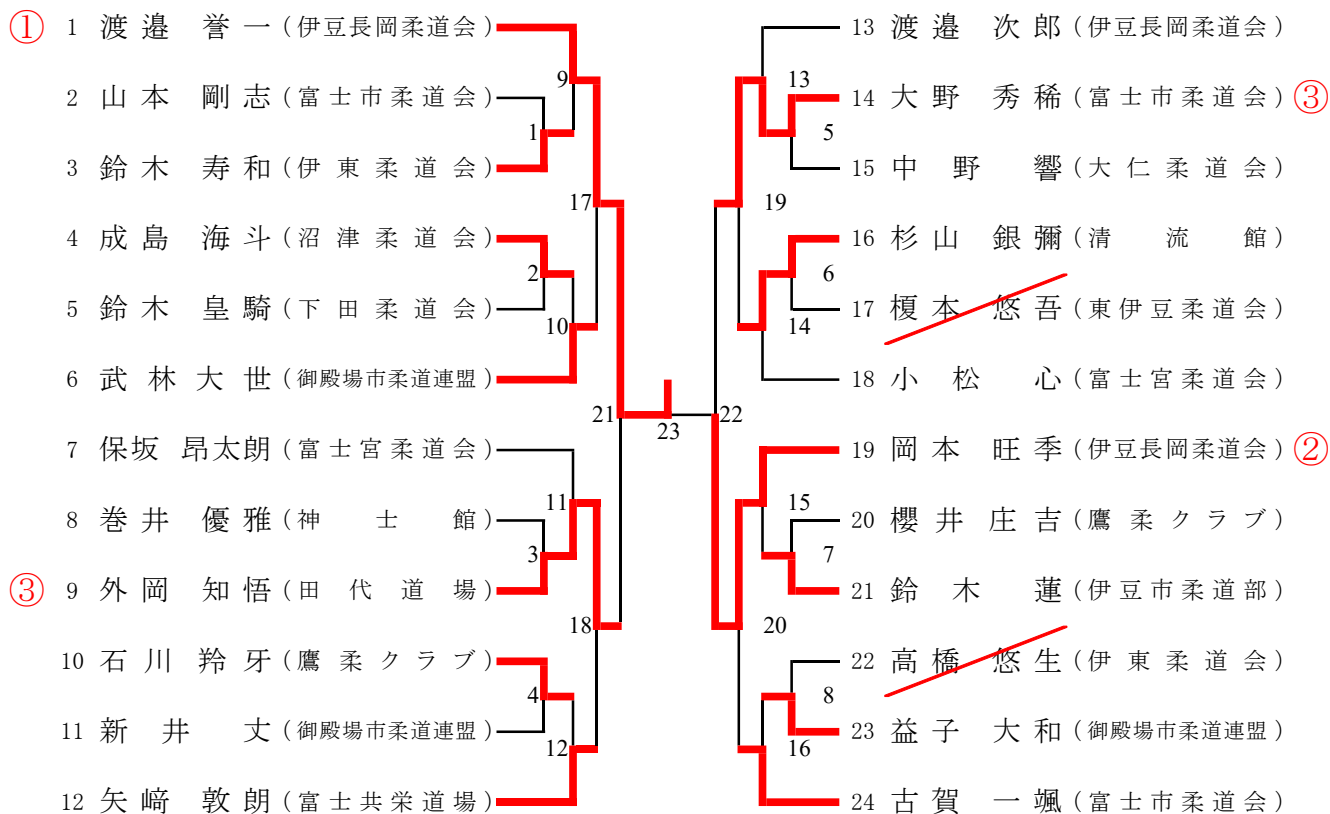 ① 1 渡邉 誉一 (伊豆長岡柔道会)
2 山本 剛志 (富士市柔道会)
3 鈴木 寿和 (伊東柔道会)
4 成島 海斗 (沼津柔道会)
5 鈴木 皇騎 (下田柔道会)
6 武林大世 (御殿場市柔道連盟)
7 保坂 昂太朗 (富士宮柔道会)
8 巻井 優雅 (神士館)
③ 9 外岡 知悟 (田代道場)
10 石川羚牙 (鷹柔クラブ)
11 新井 丈 (御殿場市柔道連盟)
12 矢﨑 敦朗 (富士共栄道場)
9
1
17
2
10
21
11
3
18
4
12
23
13 渡邉 次郎 (伊豆長岡柔道会)
14 大野 秀稀 (富士市柔道会) ③
15 中野 響 (大仁柔道会)
16 杉山 銀彌 (清流館)
17 榎本 悠吾 (東伊豆柔道会)
18 小松 心 (富士宮柔道会)
19 岡本 旺季 (伊豆長岡柔道会) ②
20 櫻井庄吉 (鷹柔クラブ)
21 鈴木 蓮 (伊豆市柔道部)
22 高橋 悠生 (伊東柔道会)
23 益子 大和 (御殿場市柔道連盟)
24 古賀 一颯 (富士市柔道会)
13
5
19
6
14
22
15
7
20
8
16